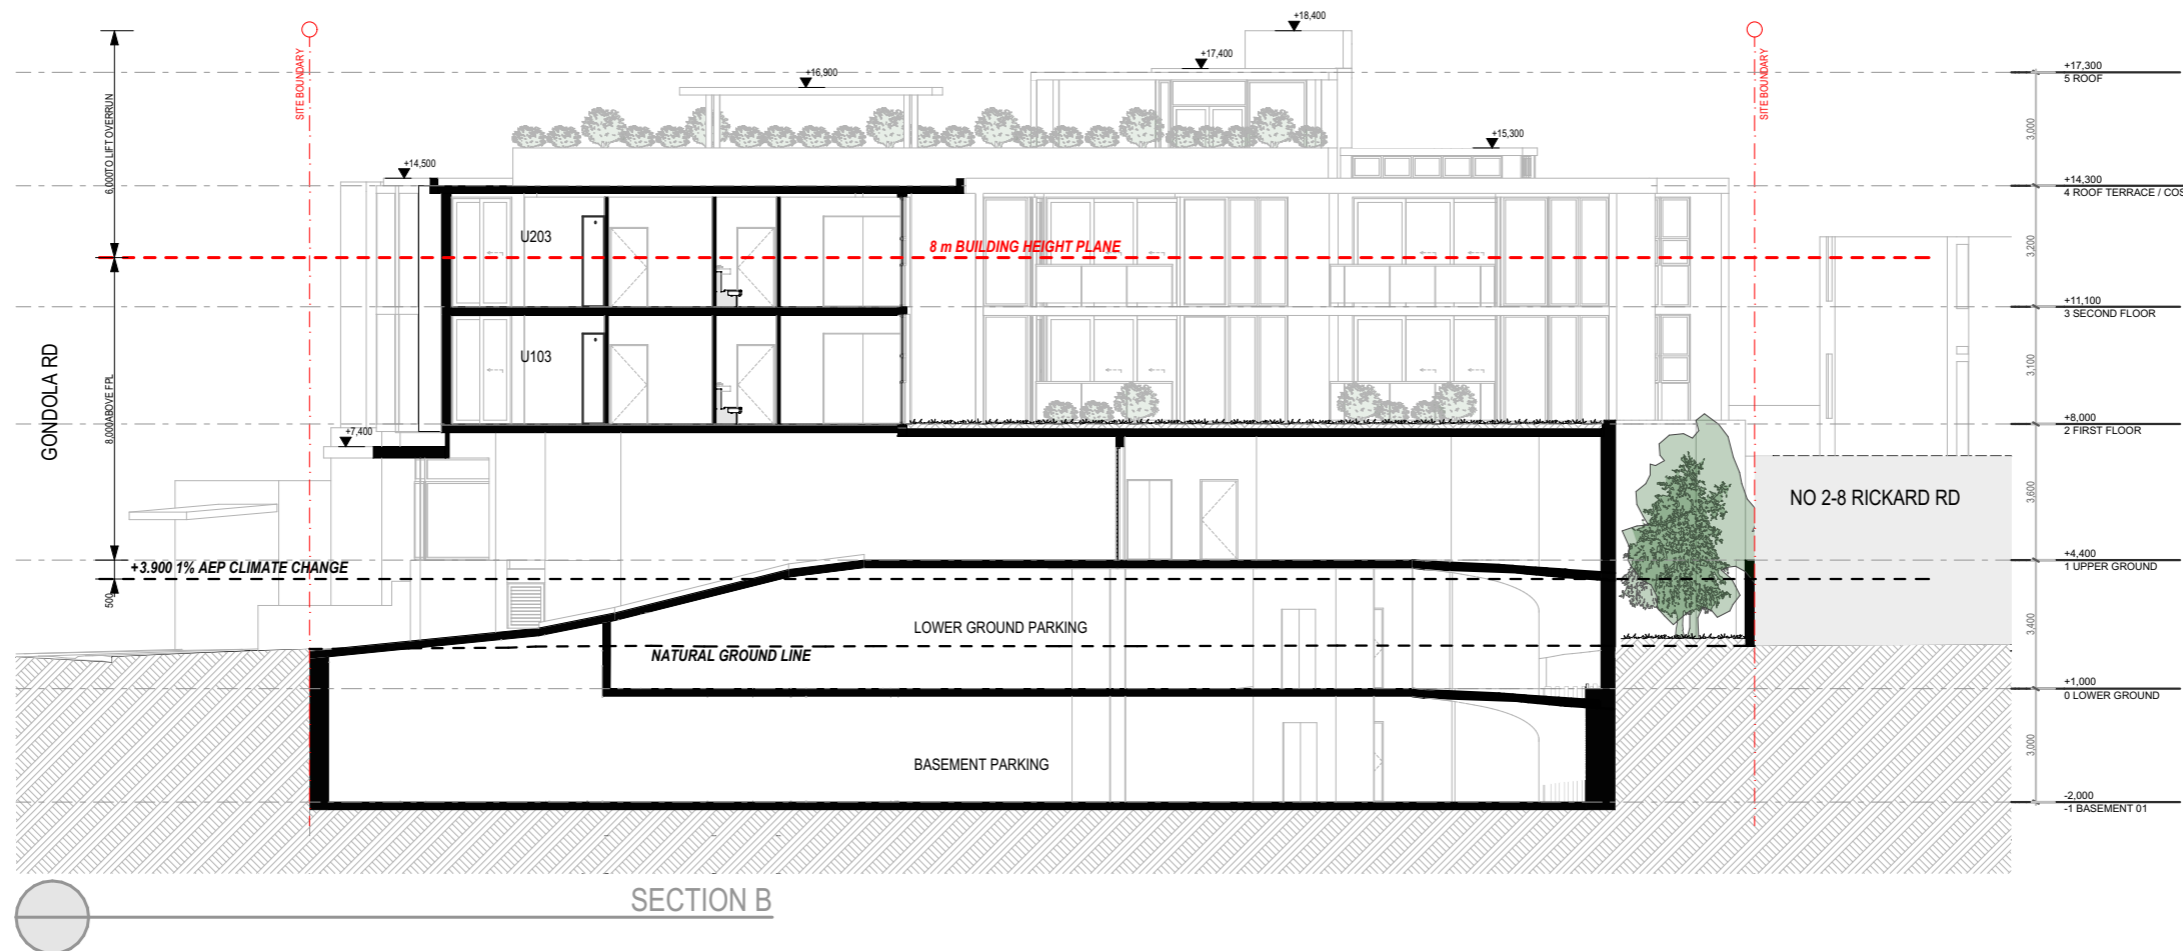 +18,400
+17,400
+16,900
+15,300
+14,500
+7,400
SITE BOUNDARY
SITE BOUNDARY
6,000TO LIFT OVERRUN
8,000ABOVE FPL
500
GONDOLA RD
U203
U103
8 m BUILDING HEIGHT PLANE
+3.900 1% AEP CLIMATE CHANGE
LOWER GROUND PARKING
NATURAL GROUND LINE
BASEMENT PARKING
NO 2-8 RICKARD RD
+17,300
5 ROOF
3,000
+14,300
4 ROOF TERRACE / COS
3,200
+11,100
3 SECOND FLOOR
3,100
+8,000
2 FIRST FLOOR
3,600
+4,400
1 UPPER GROUND
3,400
+1,000
0 LOWER GROUND
3,000
-2,000
-1 BASEMENT 01
SECTION B